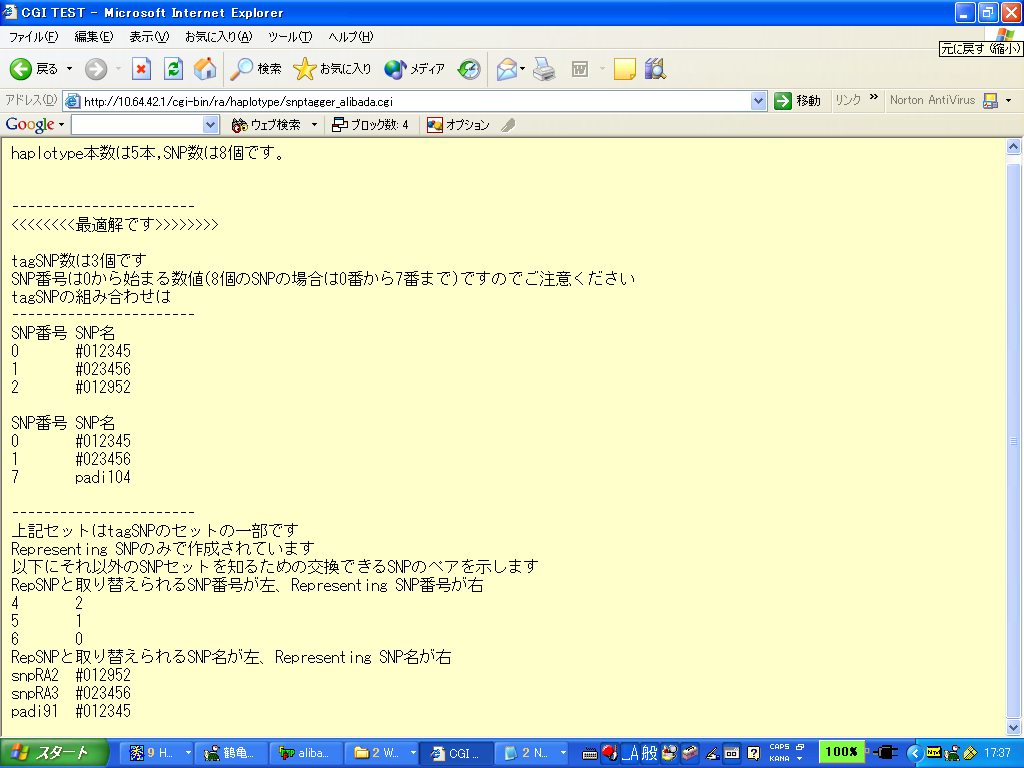 CGI TEST - Microsoft Internet Explorer
ファイル(F) 編集(E) 表示(V) お気に入り(A) ツール(T) ヘルプ(H)
元に戻す (縮小)
戻る 検索 お気に入り メディア
アドレス(D) http://10.64.42.1/cgi-bin/ra/haplotype/snptagger_alibada.cgi 移動 リンク » Norton AntiVirus
Google ウェブ検索 ブロック数: 4 オプション
haplotype本数は5本,SNP数は8個です。
-----------------------
<<<<<<<<最適解です>>>>>>>>
tagSNP数は3個です
SNP番号は0から始まる数値(8個のSNPの場合は0番から7番まで)ですのでご注意ください
tagSNPの組み合わせは
-----------------------
SNP番号 SNP名
0 #012345
1 #023456
2 #012952
SNP番号 SNP名
0 #012345
1 #023456
7 padi104
-----------------------
上記セットはtagSNPのセットの一部です
Representing SNPのみで作成されています
以下にそれ以外のSNPセットを知るための交換できるSNPのペアを示します
RepSNPと取り替えられるSNP番号が左、Representing SNP番号が右
4 2
5 1
6 0
RepSNPと取り替えられるSNP名が左、Representing SNP名が右
snpRA2 #012952
snpRA3 #023456
padi91 #012345
スタート 9 H... 鶴亀... aliba... 2 W... CGI ... 2 N... A 般 CAPS KANA 100% 17:37